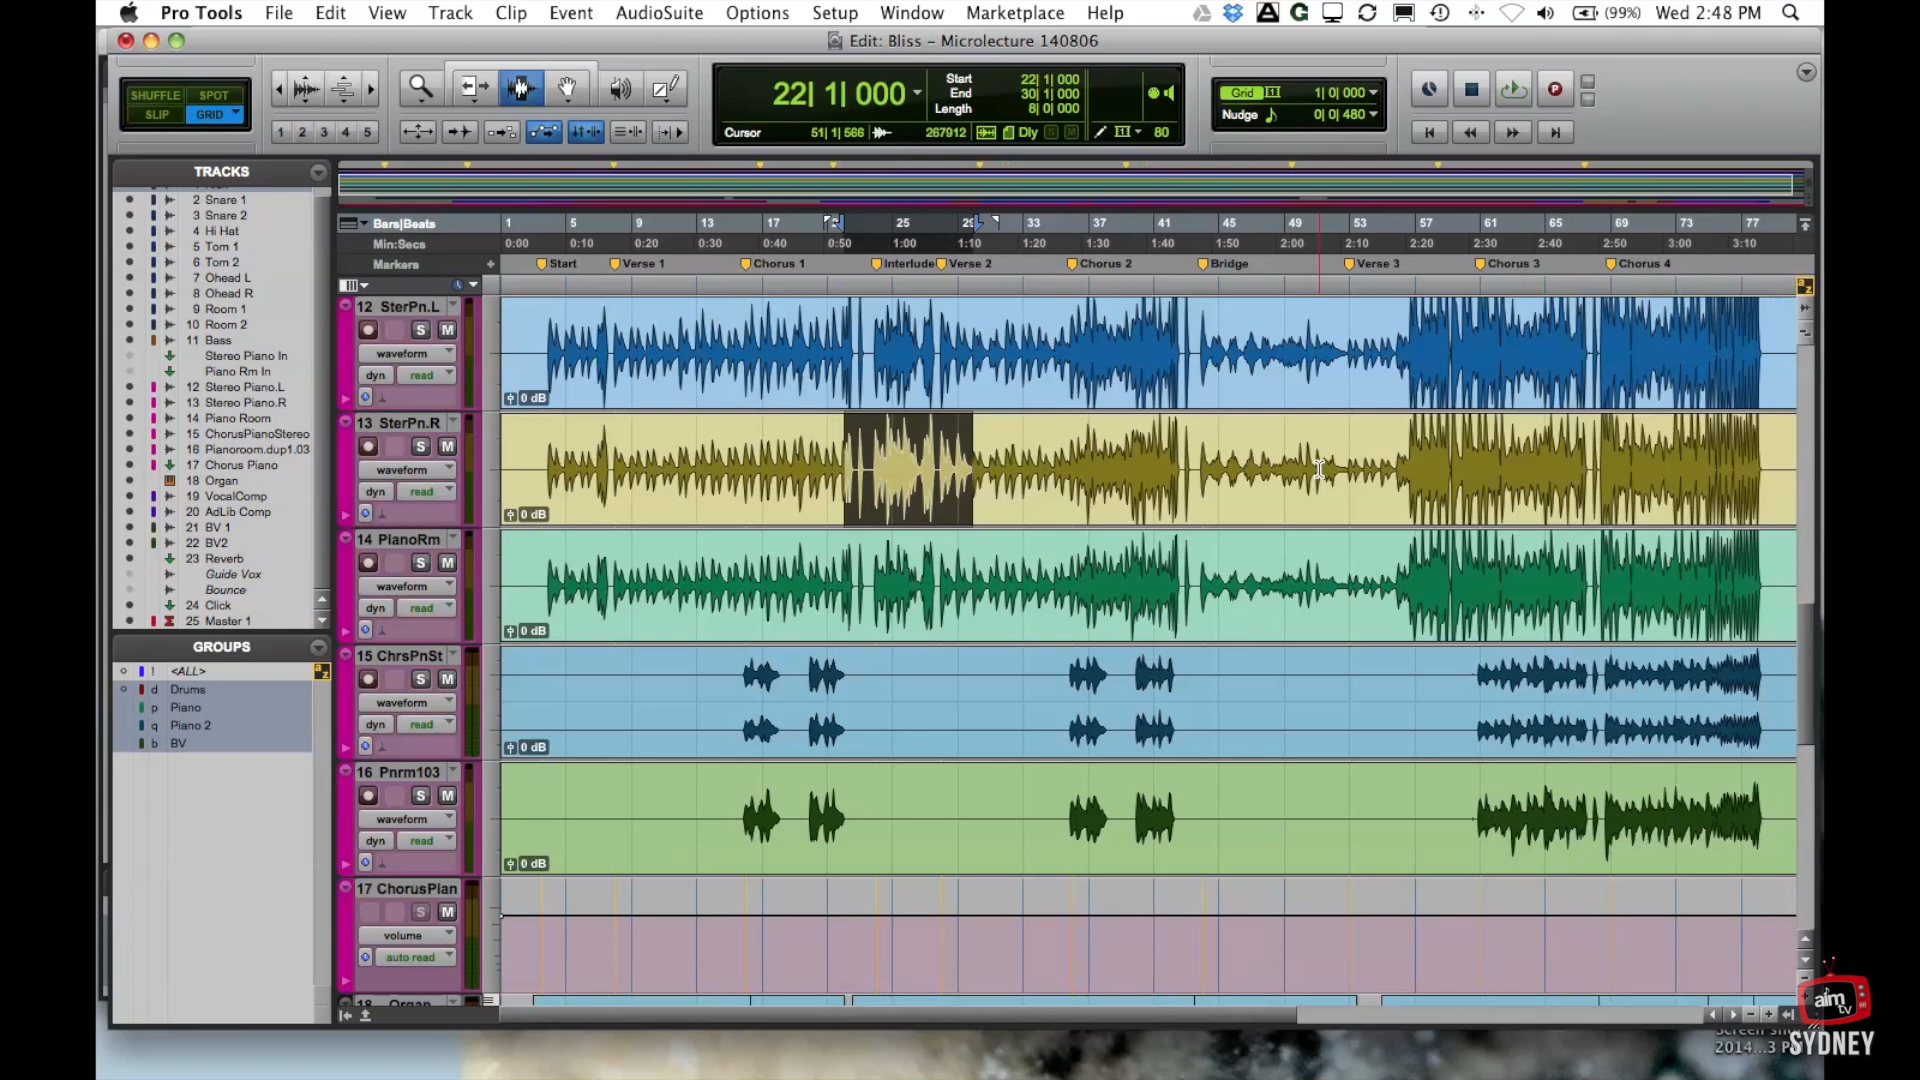 Pro Tools File Edit View Track Clip Event AudioSuite Options Setup Window Marketplace Help (99%) Wed 2:48 PM
Edit: Bliss – Microlecture 140806
SHUFFLE SPOT
SLIP GRID
1 2 3 4 5
22| 1| 000
Start 22| 1| 000
End 30| 1| 000
Length 8| 0| 000
Cursor 51| 1| 566 267912 Dly S M 80
Grid 1| 0| 000
Nudge 0| 0| 480
TRACKS
2 Snare 1
3 Snare 2
4 Hi Hat
5 Tom 1
6 Tom 2
7 Ohead L
8 Ohead R
9 Room 1
10 Room 2
11 Bass
Stereo Piano In
Piano Rm In
12 Stereo Piano.L
13 Stereo Piano.R
14 Piano Room
15 ChorusPianoStereo
16 Pianoroom.dup1.03
17 Chorus Piano
18 Organ
19 VocalComp
20 AdLib Comp
21 BV 1
22 BV2
23 Reverb
Guide Vox
Bounce
24 Click
25 Master 1
GROUPS
! <ALL>
d Drums
p Piano
q Piano 2
b BV
a z
Bars|Beats 1 5 9 13 17 25 29 33 37 41 45 49 53 57 61 65 69 73 77
Min:Secs 0:00 0:10 0:20 0:30 0:40 0:50 1:00 1:10 1:20 1:30 1:40 1:50 2:00 2:10 2:20 2:30 2:40 2:50 3:00 3:10
Markers Start Verse 1 Chorus 1 Interlude Verse 2 Chorus 2 Bridge Verse 3 Chorus 3 Chorus 4
a z
12 SterPn.L
S M
waveform
dyn read
0 dB
13 SterPn.R
S M
waveform
dyn read
0 dB
14 PianoRm
S M
waveform
dyn read
0 dB
15 ChrsPnSt
S M
waveform
dyn read
0 dB
16 Pnrm103
S M
waveform
dyn read
0 dB
17 ChorusPian
S M
volume
auto read
18 Organ
aim tv
SYDNEY
2014...3 P